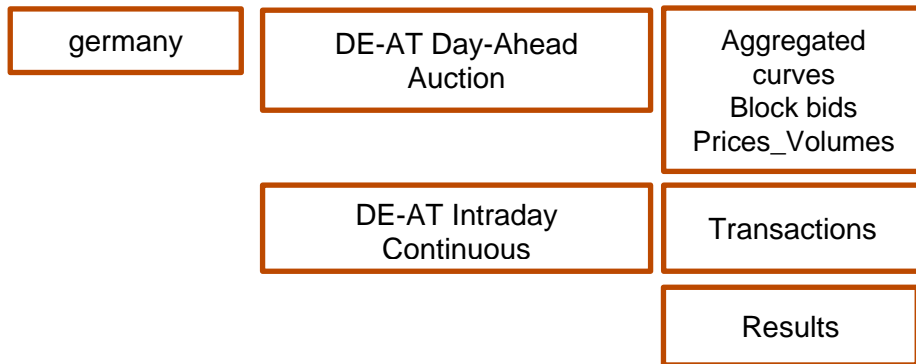 germany
DE-AT Day-Ahead
Auction
Aggregated
curves
Block bids
Prices_Volumes
DE-AT Intraday
Continuous
Transactions
Results